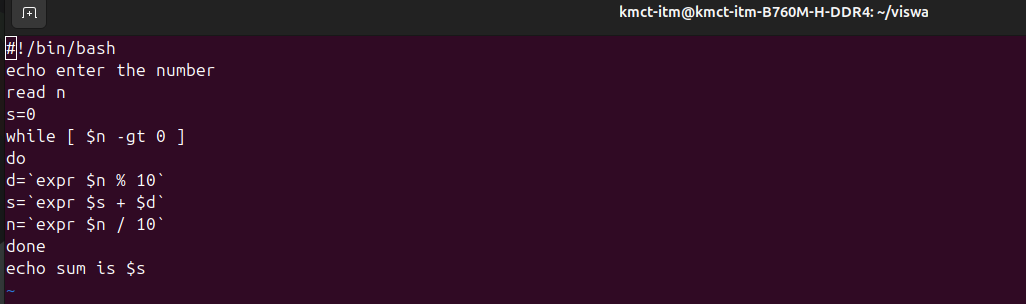 kmct-itm@kmct-itm-B760M-H-DDR4: ~/viswa
#!/bin/bash
echo enter the number
read n
s=0
while [ $n -gt 0 ]
do
d=`expr $n % 10`
s=`expr $s + $d`
n=`expr $n / 10`
done
echo sum is $s
~